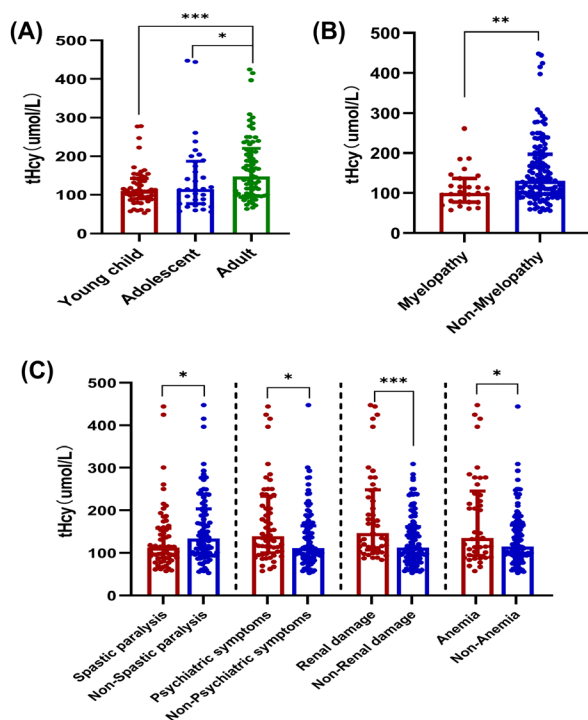 (A)
***
*
500
400
300
200
100
0
tHcy(umol/L)
Young child
Adolescent
Adult
(B)
**
500
400
300
200
100
0
tHcy(umol/L)
Myelopathy
Non-Myelopathy
(C)
*
*
***
*
500
400
300
200
100
0
tHcy(umol/L)
Spastic paralysis
Non-Spastic paralysis
Psychiatric symptoms
Non-Psychiatric symptoms
Renal damage
Non-Renal damage
Anemia
Non-Anemia